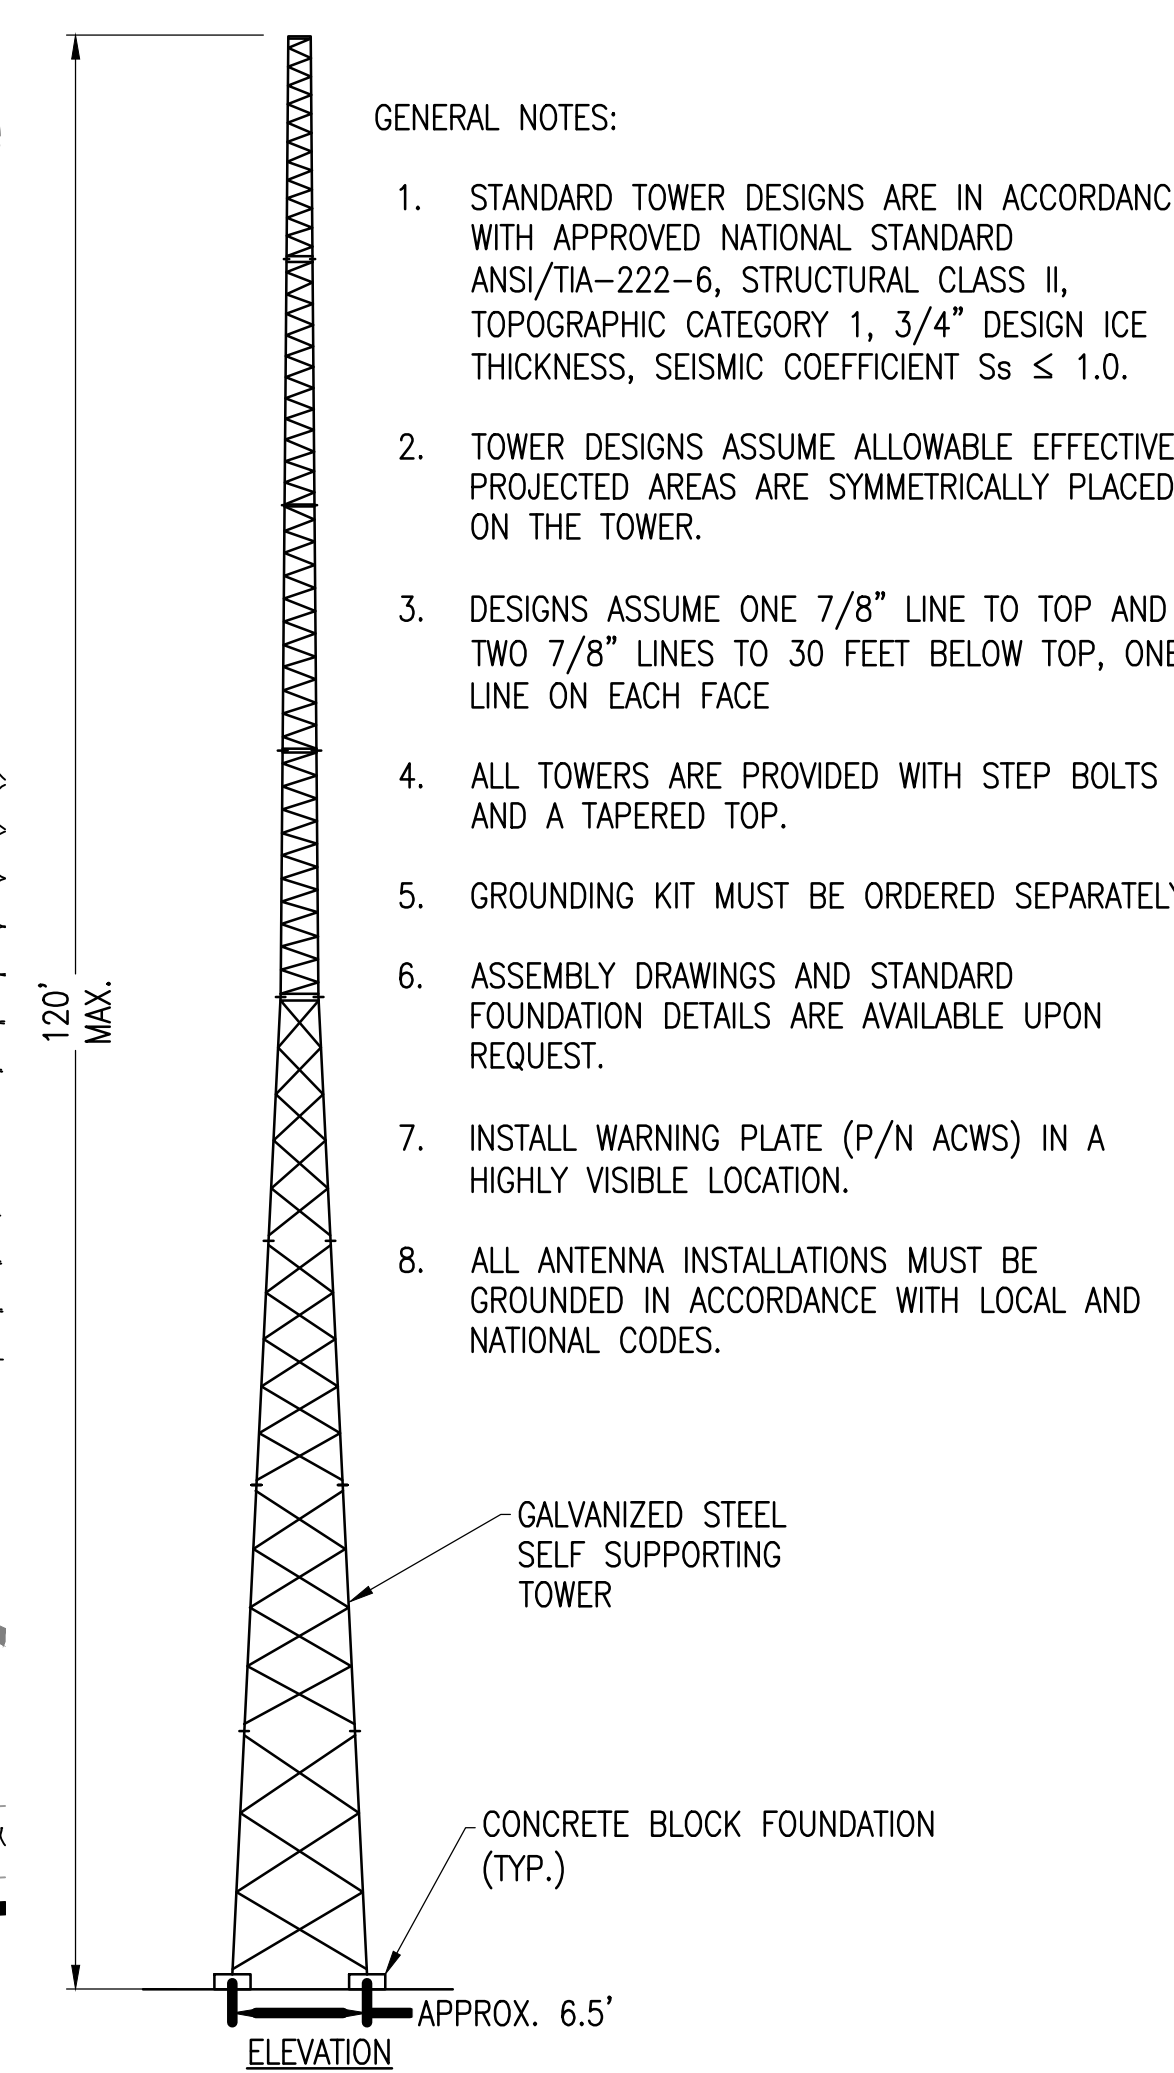 GENERAL NOTES:
1. STANDARD TOWER DESIGNS ARE IN ACCORDANC
WITH APPROVED NATIONAL STANDARD
ANSI/TIA-222-6, STRUCTURAL CLASS II,
TOPOGRAPHIC CATEGORY 1, 3/4" DESIGN ICE
THICKNESS, SEISMIC COEFFICIENT Ss ≤ 1.0.
2. TOWER DESIGNS ASSUME ALLOWABLE EFFECTIVE
PROJECTED AREAS ARE SYMMETRICALLY PLACED
ON THE TOWER.
3. DESIGNS ASSUME ONE 7/8" LINE TO TOP AND
TWO 7/8" LINES TO 30 FEET BELOW TOP, ONE
LINE ON EACH FACE
4. ALL TOWERS ARE PROVIDED WITH STEP BOLTS
AND A TAPERED TOP.
5. GROUNDING KIT MUST BE ORDERED SEPARATELY
6. ASSEMBLY DRAWINGS AND STANDARD
FOUNDATION DETAILS ARE AVAILABLE UPON
REQUEST.
7. INSTALL WARNING PLATE (P/N ACWS) IN A
HIGHLY VISIBLE LOCATION.
8. ALL ANTENNA INSTALLATIONS MUST BE
GROUNDED IN ACCORDANCE WITH LOCAL AND
NATIONAL CODES.
120'
MAX.
GALVANIZED STEEL
SELF SUPPORTING
TOWER
CONCRETE BLOCK FOUNDATION
(TYP.)
APPROX. 6.5'
ELEVATION